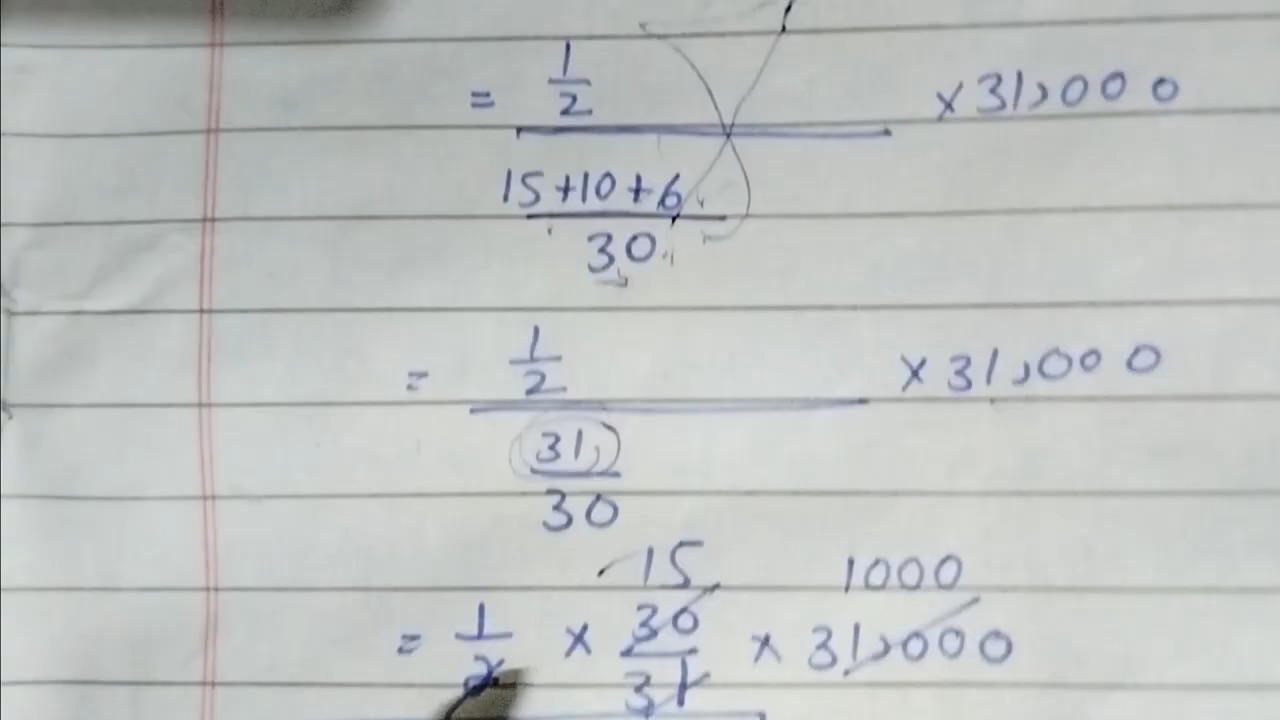 = 1/2 / (15+10+6)/30 × 31,000
= 1/2 / 31/30 × 31,000
15 1000
= 1/2 × 30/31 × 31,000